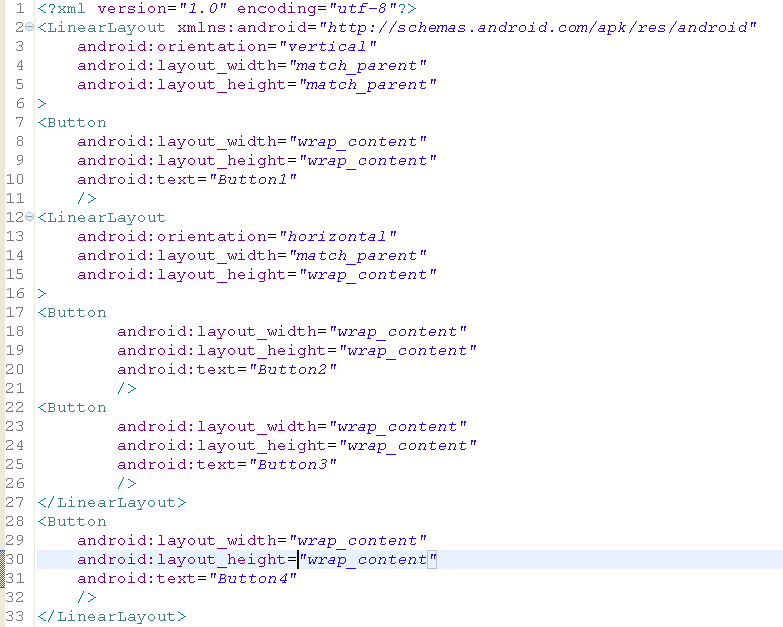 1 <?xml version="1.0" encoding="utf-8"?>
2 <LinearLayout xmlns:android="http://schemas.android.com/apk/res/android"
3     android:orientation="vertical"
4     android:layout_width="match_parent"
5     android:layout_height="match_parent"
6 >
7 <Button
8     android:layout_width="wrap_content"
9     android:layout_height="wrap_content"
10     android:text="Button1"
11     />
12 <LinearLayout
13     android:orientation="horizontal"
14     android:layout_width="match_parent"
15     android:layout_height="wrap_content"
16 >
17 <Button
18         android:layout_width="wrap_content"
19         android:layout_height="wrap_content"
20         android:text="Button2"
21         />
22 <Button
23         android:layout_width="wrap_content"
24         android:layout_height="wrap_content"
25         android:text="Button3"
26         />
27 </LinearLayout>
28 <Button
29     android:layout_width="wrap_content"
30     android:layout_height="wrap_content"
31     android:text="Button4"
32     />
33 </LinearLayout>